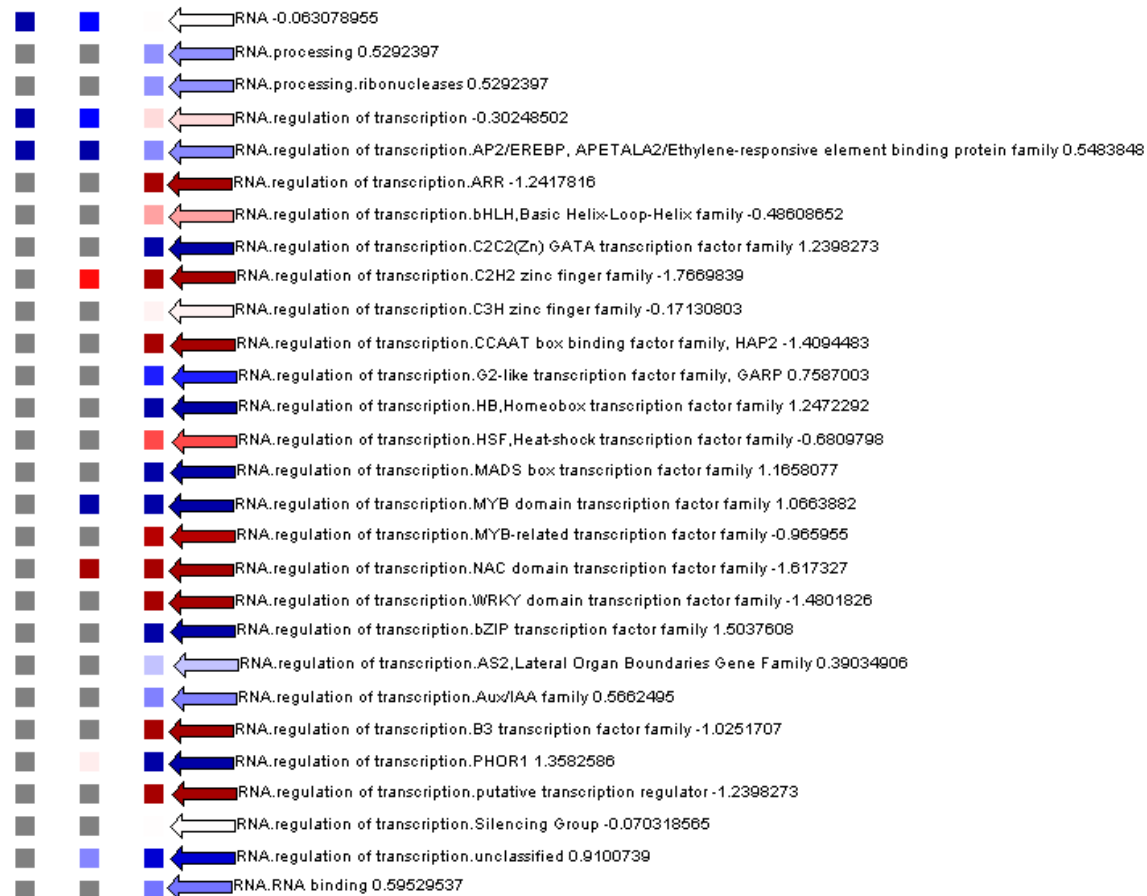 RNA -0.063078955
RNA.processing 0.5292397
RNA.processing.ribonucleases 0.5292397
RNA.regulation of transcription -0.30248502
RNA.regulation of transcription.AP2/EREBP, APETALA2/Ethylene-responsive element binding protein family 0.5483848
RNA.regulation of transcription.ARR -1.2417816
RNA.regulation of transcription.bHLH,Basic Helix-Loop-Helix family -0.48608652
RNA.regulation of transcription.C2C2(Zn) GATA transcription factor family 1.2398273
RNA.regulation of transcription.C2H2 zinc finger family -1.7669839
RNA.regulation of transcription.C3H zinc finger family -0.17130803
RNA.regulation of transcription.CCAAT box binding factor family, HAP2 -1.4094483
RNA.regulation of transcription.G2-like transcription factor family, GARP 0.7587003
RNA.regulation of transcription.HB,Homeobox transcription factor family 1.2472292
RNA.regulation of transcription.HSF,Heat-shock transcription factor family -0.6809798
RNA.regulation of transcription.MADS box transcription factor family 1.1658077
RNA.regulation of transcription.MYB domain transcription factor family 1.0663882
RNA.regulation of transcription.MYB-related transcription factor family -0.965955
RNA.regulation of transcription.NAC domain transcription factor family -1.617327
RNA.regulation of transcription.WRKY domain transcription factor family -1.4801826
RNA.regulation of transcription.bZIP transcription factor family 1.5037608
RNA.regulation of transcription.AS2,Lateral Organ Boundaries Gene Family 0.39034906
RNA.regulation of transcription.Aux/IAA family 0.5662495
RNA.regulation of transcription.B3 transcription factor family -1.0251707
RNA.regulation of transcription.PHOR1 1.3582586
RNA.regulation of transcription.putative transcription regulator -1.2398273
RNA.regulation of transcription.Silencing Group -0.070318565
RNA.regulation of transcription.unclassified 0.9100739
RNA.RNA binding 0.59529537